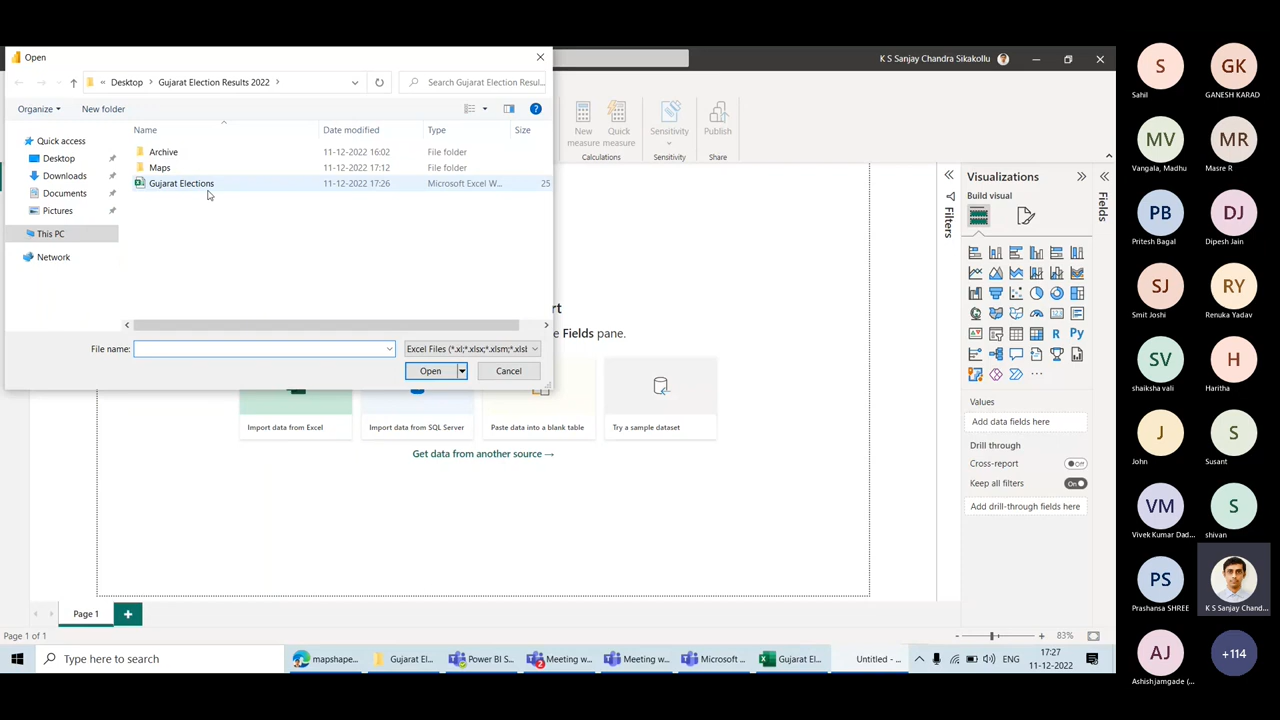 Open
K S Sanjay Chandra Sikakollu
« Desktop > Gujarat Election Results 2022 >
Search Gujarat Election Resul...
Organize
New folder
Name
Date modified
Type
Size
Quick access
Desktop
Downloads
Documents
Pictures
This PC
Network
Archive
11-12-2022 16:02
File folder
Maps
11-12-2022 17:12
File folder
Gujarat Elections
11-12-2022 17:26
Microsoft Excel W...
25
File name:
Excel Files (*.xl;*.xlsx;*.xlsm;*.xlsb
Open
Cancel
New measure
Quick measure
Calculations
Sensitivity
Sensitivity
Publish
Share
Fields pane.
Import data from Excel
Import data from SQL Server
Paste data into a blank table
Try a sample dataset
Get data from another source →
Filters
Visualizations
Build visual
R
Py
Values
Add data fields here
Drill through
Cross-report
Off
Keep all filters
On
Add drill-through fields here
Fields
Page 1
Page 1 of 1
83%
Type here to search
mapshape...
Gujarat El...
Power BI S...
2
Meeting w...
Meeting w...
Microsoft ...
Gujarat El...
Untitled - ...
ENG
17:27
11-12-2022
S
Sahil
GK
GANESH KARAD
MV
Vangala, Madhu
MR
Masre R
PB
Pritesh Bagal
DJ
Dipesh Jain
SJ
Smit Joshi
RY
Renuka Yadav
SV
shaiksha vali
H
Haritha
J
John
S
Susant
VM
Vivek Kumar Dad...
S
shivan
PS
Prashansa SHREE
K S Sanjay Chand...
AJ
Ashish jamgade (...
+114